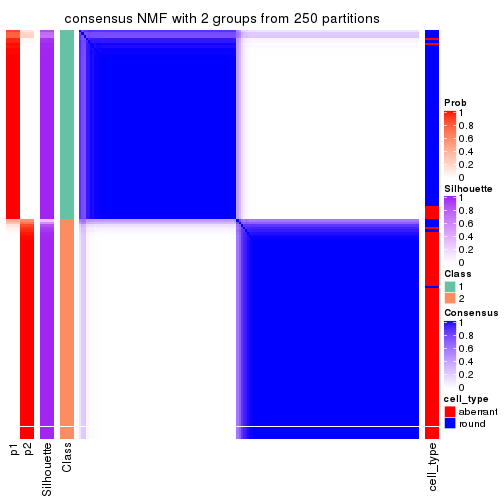 consensus NMF with 2 groups from 250 partitions
Prob
1
0.8
0.6
0.4
0.2
0
Silhouette
1
0.8
0.6
0.4
0.2
0
Class
1
2
Consensus
1
0.8
0.6
0.4
0.2
0
cell_type
aberrant
round
p1
p2
Silhouette
Class
cell_type